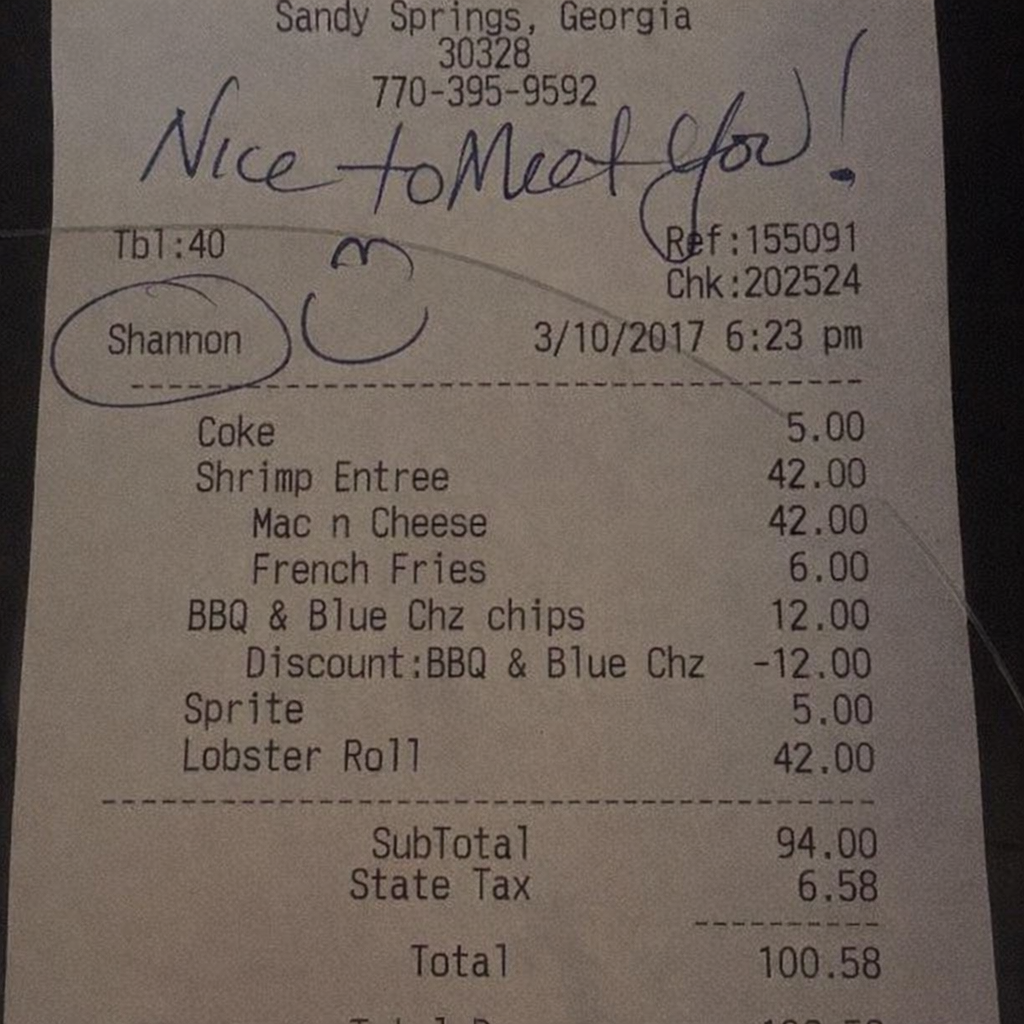 Sandy Springs, Georgia
30328
770-395-9592
Nice to Meet You!
Tbl:40 Ref:155091
Chk:202524
Shannon 3/10/2017 6:23 pm
Coke 5.00
Shrimp Entree 42.00
Mac n Cheese 42.00
French Fries 6.00
BBQ & Blue Chz chips 12.00
Discount:BBQ & Blue Chz -12.00
Sprite 5.00
Lobster Roll 42.00
SubTotal 94.00
State Tax 6.58
Total 100.58